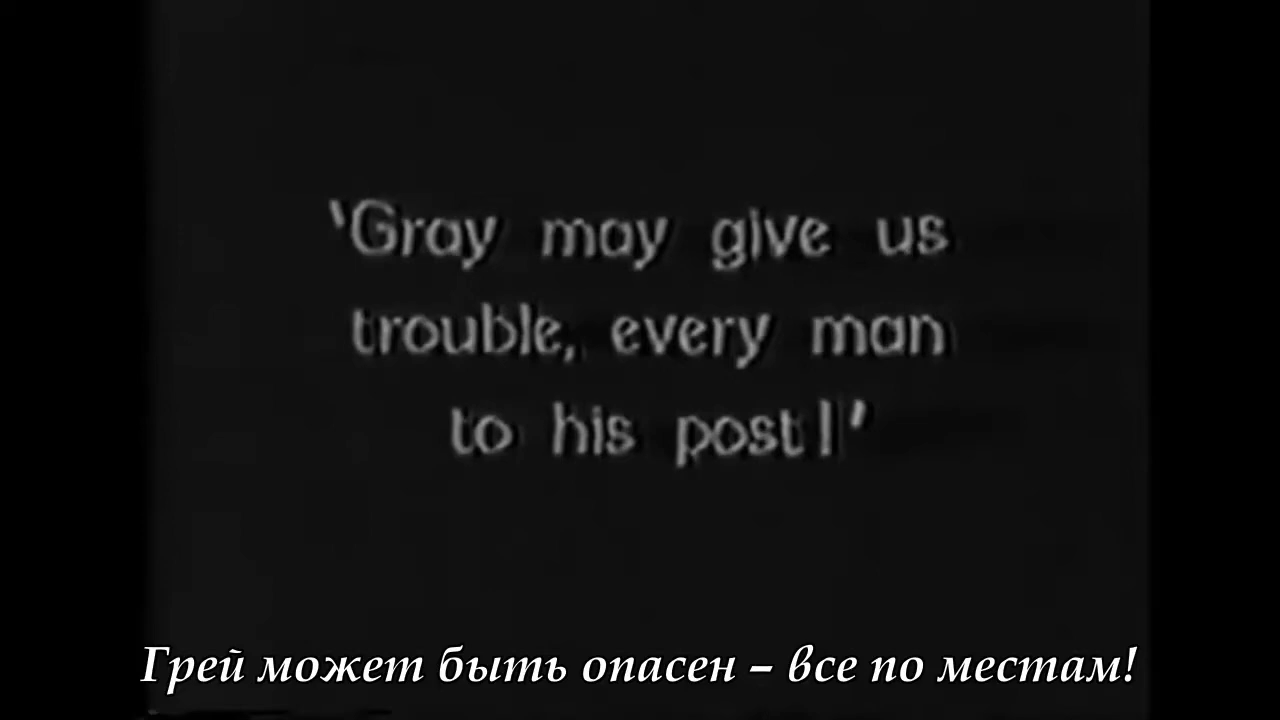 'Gray may give us
trouble, every man
to his post!'
Грей может быть опасен – все по местам!